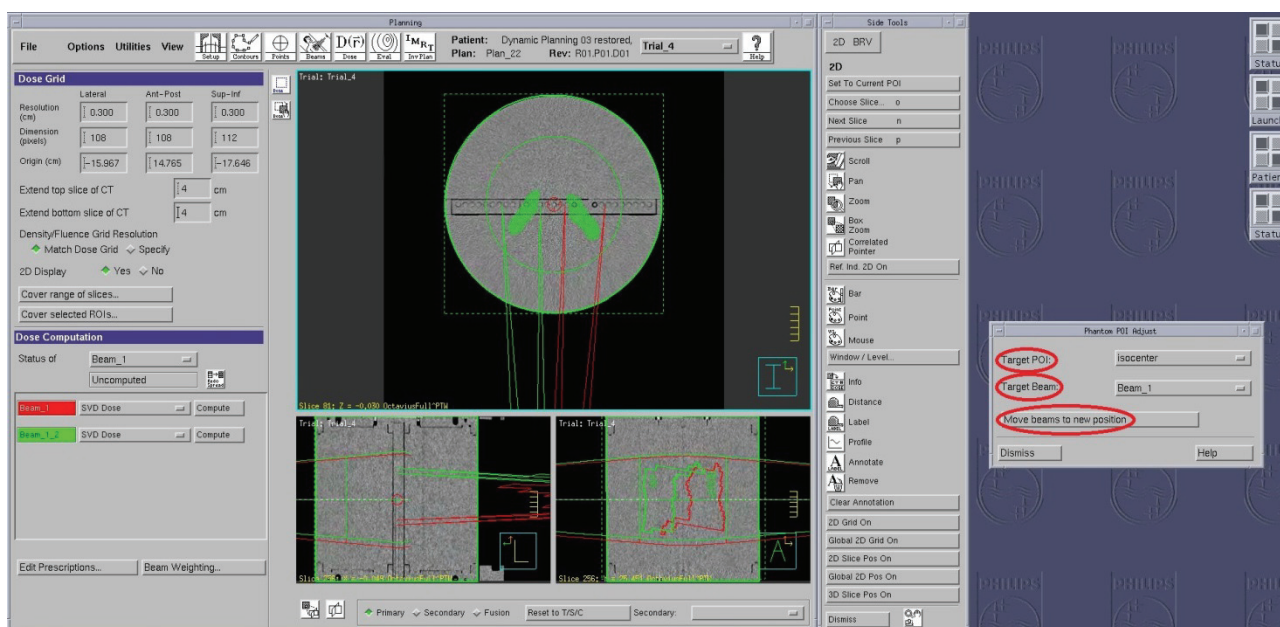 Planning
File Options Utilities View
Setup Contours Points Beams Dose Eval InvPlan
D(r) IMRT
Patient: Dynamic Planning 03 restored,
Plan: Plan_22 Rev: R01.P01.D01
Trial_4
?
Help
Dose Grid
Lateral Ant-Post Sup-Inf
Resolution (cm) 0.300 0.300 0.300
Dimension (pixels) 108 108 112
Origin (cm) -15.967 14.765 -17.646
Extend top slice of CT 4 cm
Extend bottom slice of CT 4 cm
Density/Fluence Grid Resolution
Match Dose Grid Specify
2D Display Yes No
Cover range of slices...
Cover selected ROIs...
Dose Computation
Status of Beam_1
Uncomputed
Beam_1 SVD Dose Compute
Beam_1_2 SVD Dose Compute
Edit Prescriptions... Beam Weighting...
Trial: Trial_4
I
Slice 81: Z = -0.030 OctaviusFull^PTW
Trial: Trial_4
L
Trial: Trial_4
A
Primary Secondary Fusion Reset to T/S/C Secondary:
Side Tools
2D BRV
2D
Set To Current POI
Choose Slice... o
Next Slice n
Previous Slice p
Scroll
Pan
Zoom
Box Zoom
Correlated Pointer
Ref. Ind. 2D On
Bar
Point
Mouse
Window / Level...
Info
Distance
Label
Profile
Annotate
Remove
Clear Annotation
2D Grid On
Global 2D Grid On
2D Slice Pos On
Global 2D Pos On
3D Slice Pos On
Dismiss
PHILIPS
Statu
Launch
Patien
Statu
Phantom POI Adjust
Target POI: isocenter
Target Beam: Beam_1
Move beams to new position
Dismiss Help